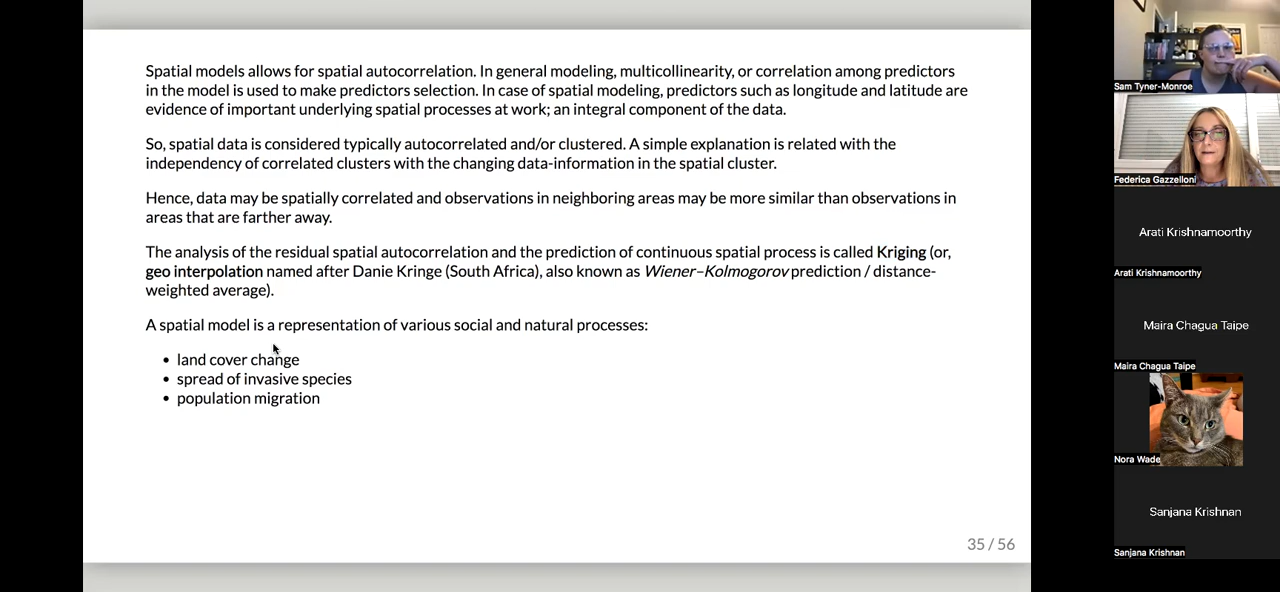 Spatial models allows for spatial autocorrelation. In general modeling, multicollinearity, or correlation among predictors
in the model is used to make predictors selection. In case of spatial modeling, predictors such as longitude and latitude are
evidence of important underlying spatial processes at work; an integral component of the data.
So, spatial data is considered typically autocorrelated and/or clustered. A simple explanation is related with the
independency of correlated clusters with the changing data-information in the spatial cluster.
Hence, data may be spatially correlated and observations in neighboring areas may be more similar than observations in
areas that are farther away.
The analysis of the residual spatial autocorrelation and the prediction of continuous spatial process is called Kriging (or,
geo interpolation named after Danie Kringe (South Africa), also known as Wiener–Kolmogorov prediction / distance-
weighted average).
A spatial model is a representation of various social and natural processes:
• land cover change
• spread of invasive species
• population migration
35 / 56
Sam Tyner-Monroe
Federica Gazzelloni
Arati Krishnamoorthy
Arati Krishnamoorthy
Maira Chagua Taipe
Maira Chagua Taipe
Nora Wade
Sanjana Krishnan
Sanjana Krishnan